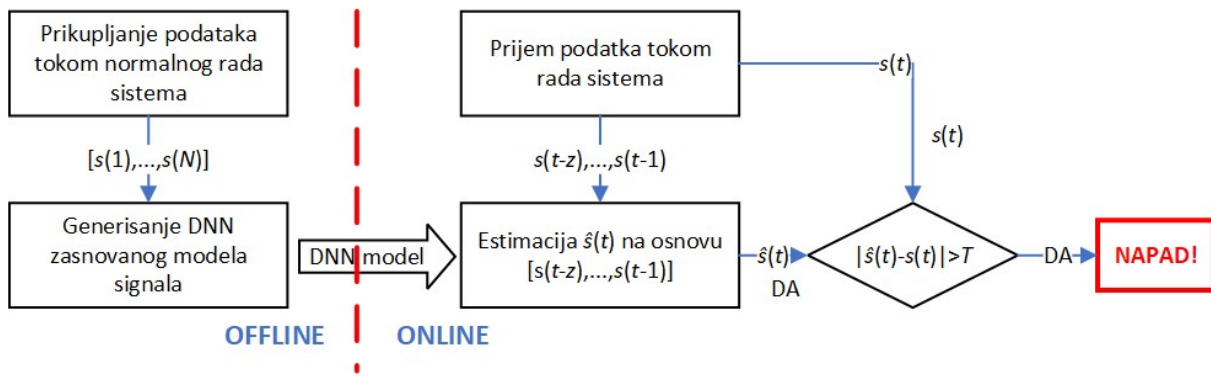 Prikupljanje podataka
tokom normalnog rada
sistema
[s(1),...,s(N)]
Generisanje DNN
zasnovanog modela
signala
DNN model
OFFLINE
ONLINE
Prijem podatka tokom
rada sistema
s(t)
s(t)
s(t-z),...,s(t-1)
Estimacija ŝ(t) na osnovu
[s(t-z),...,s(t-1)]
ŝ(t)
DA
|ŝ(t)-s(t)|>T
DA
NAPAD!